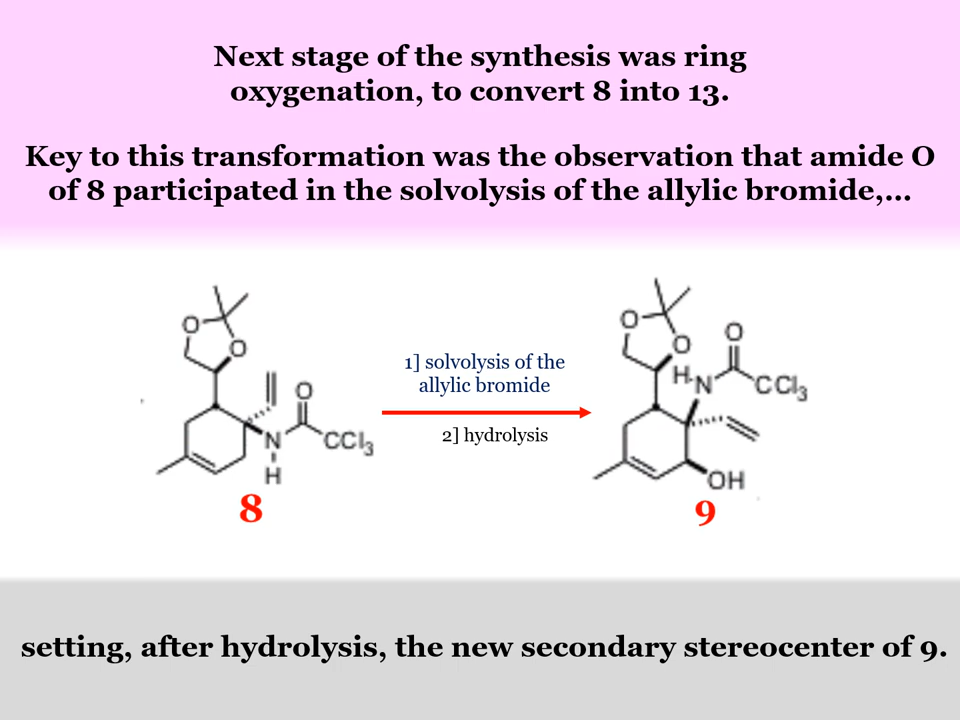 Next stage of the synthesis was ring
oxygenation, to convert 8 into 13.
Key to this transformation was the observation that amide O
of 8 participated in the solvolysis of the allylic bromide,...
O
O
O
N
H
CCl3
8
1] solvolysis of the
allylic bromide
2] hydrolysis
O
O
O
H
N
CCl3
OH
9
setting, after hydrolysis, the new secondary stereocenter of 9.